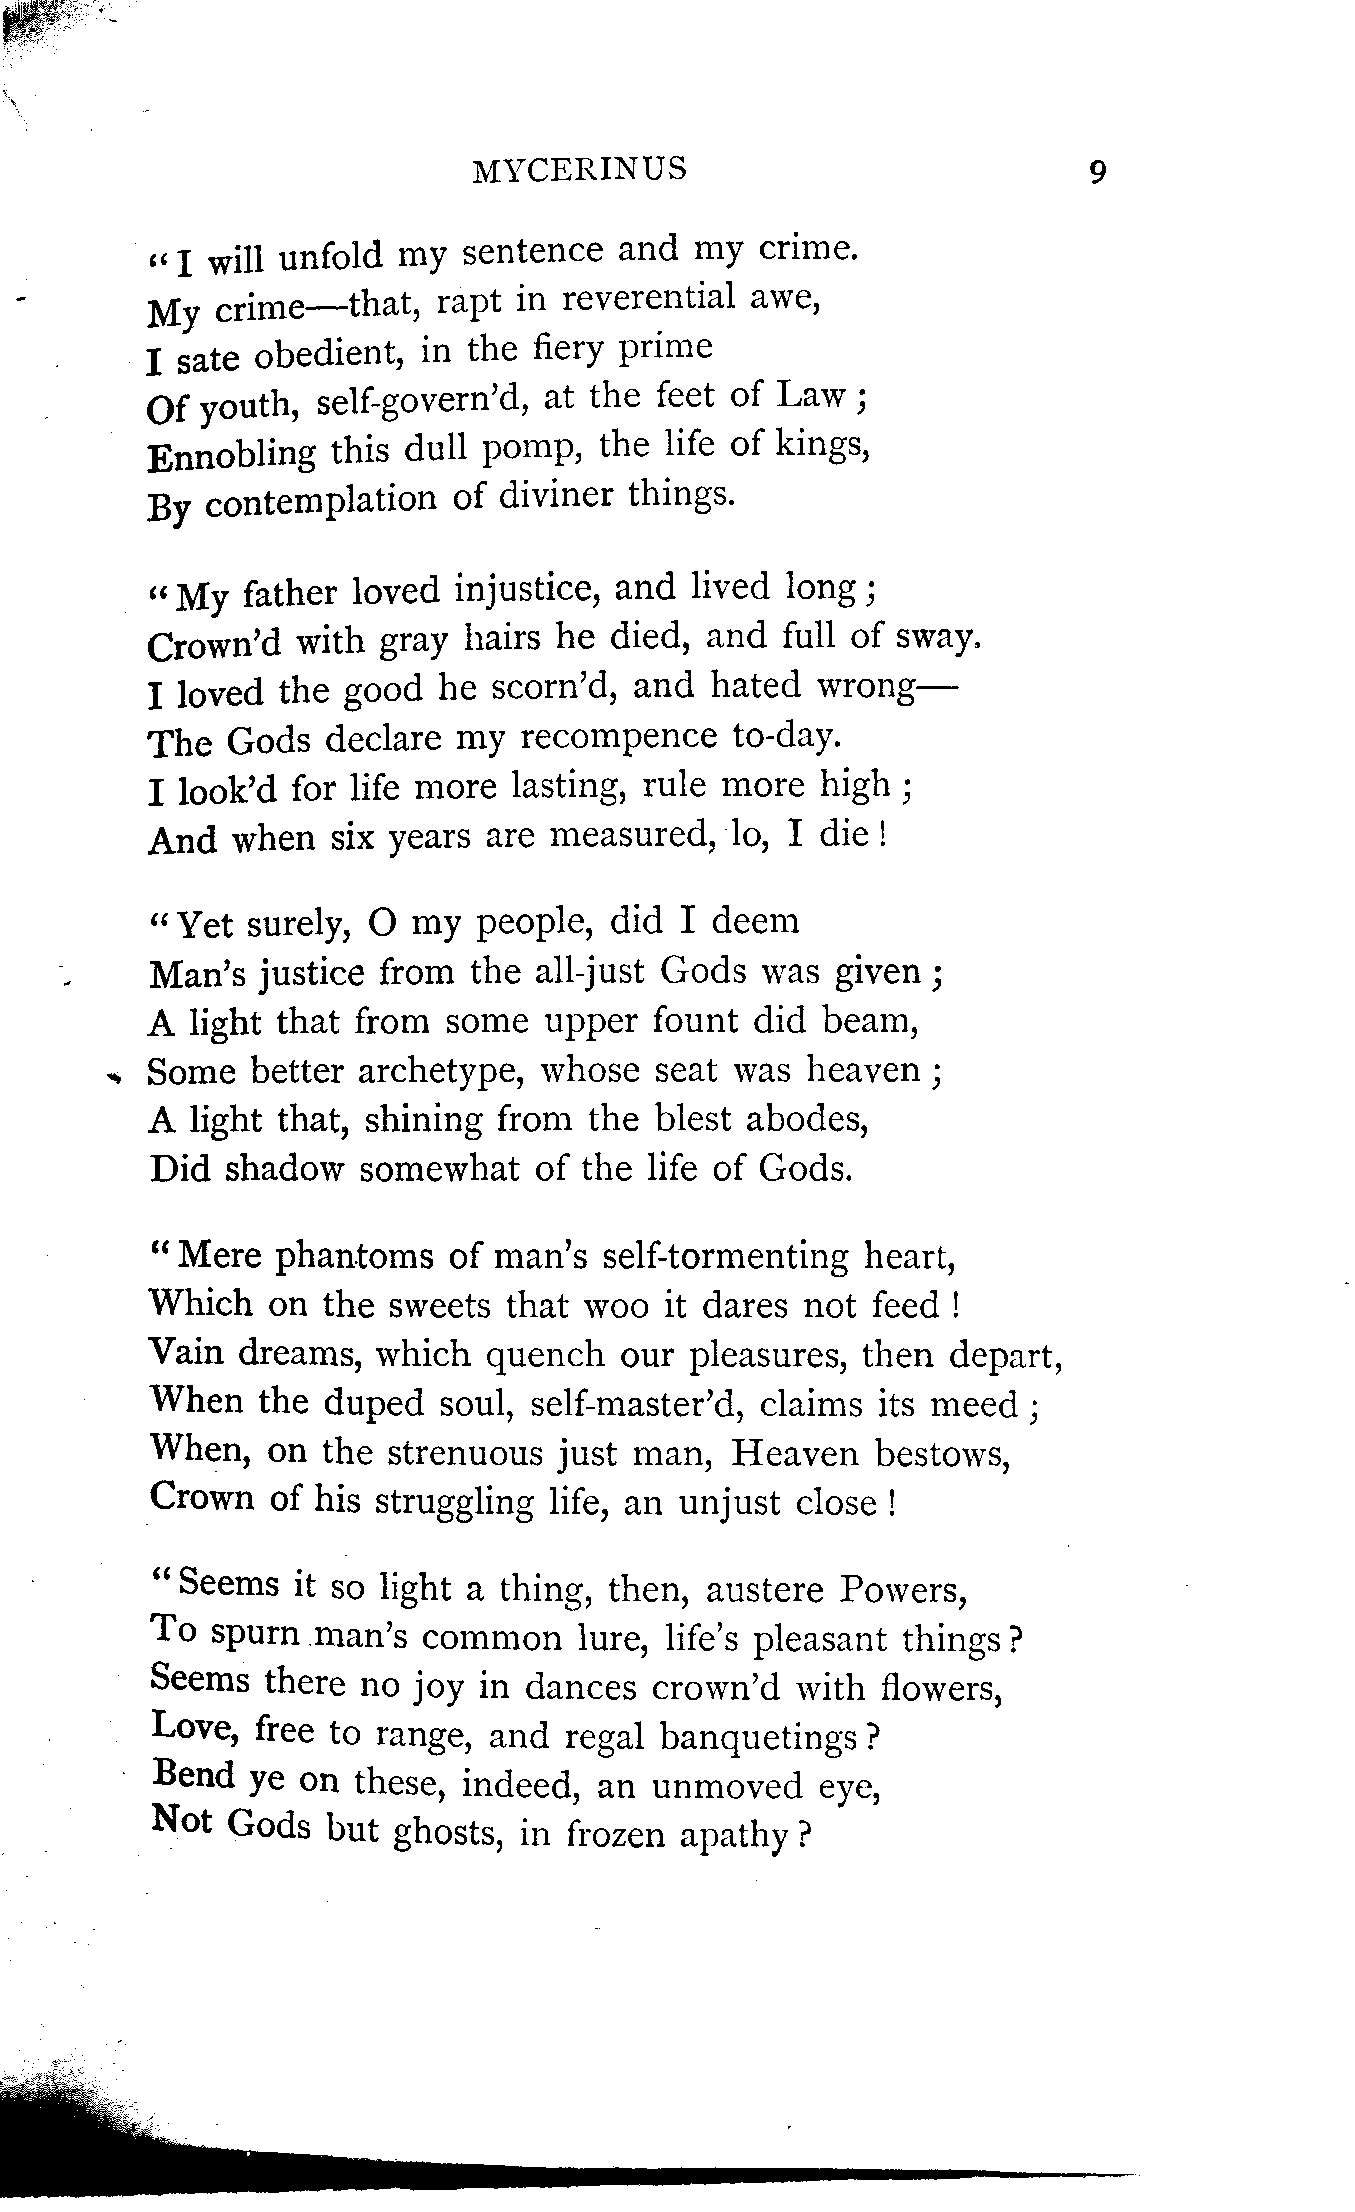 MYCERINUS 9
“I will unfold my sentence and my crime.
My crime—that, rapt in reverential awe,
I sate obedient, in the fiery prime
Of youth, self-govern’d, at the feet of Law ;
Ennobling this dull pomp, the life of kings,
By contemplation of diviner things.
“My father loved injustice, and lived long ;
Crown’d with gray hairs he died, and full of sway.
I loved the good he scorn’d, and hated wrong—
The Gods declare my recompence to-day.
I look’d for life more lasting, rule more high ;
And when six years are measured, lo, I die !
“Yet surely, O my people, did I deem
Man’s justice from the all-just Gods was given ;
A light that from some upper fount did beam,
Some better archetype, whose seat was heaven ;
A light that, shining from the blest abodes,
Did shadow somewhat of the life of Gods.
“Mere phantoms of man’s self-tormenting heart,
Which on the sweets that woo it dares not feed !
Vain dreams, which quench our pleasures, then depart,
When the duped soul, self-master’d, claims its meed ;
When, on the strenuous just man, Heaven bestows,
Crown of his struggling life, an unjust close !
“Seems it so light a thing, then, austere Powers,
To spurn man’s common lure, life’s pleasant things ?
Seems there no joy in dances crown’d with flowers,
Love, free to range, and regal banquetings ?
Bend ye on these, indeed, an unmoved eye,
Not Gods but ghosts, in frozen apathy ?